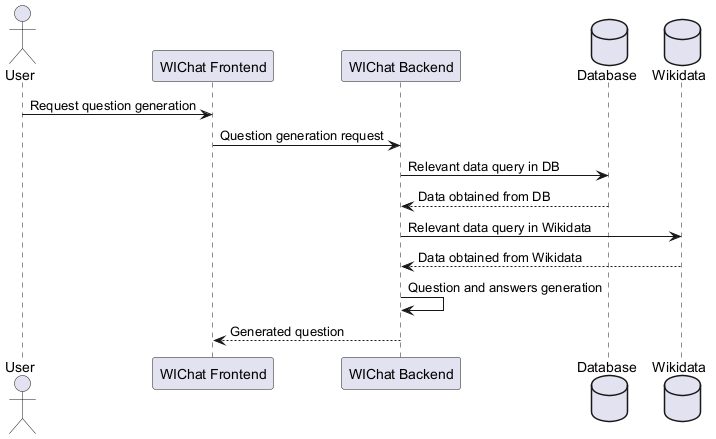 User
WIChat Frontend
WIChat Backend
Database
Wikidata
Request question generation
Question generation request
Relevant data query in DB
Data obtained from DB
Relevant data query in Wikidata
Data obtained from Wikidata
Question and answers generation
Generated question
User
WIChat Frontend
WIChat Backend
Database
Wikidata